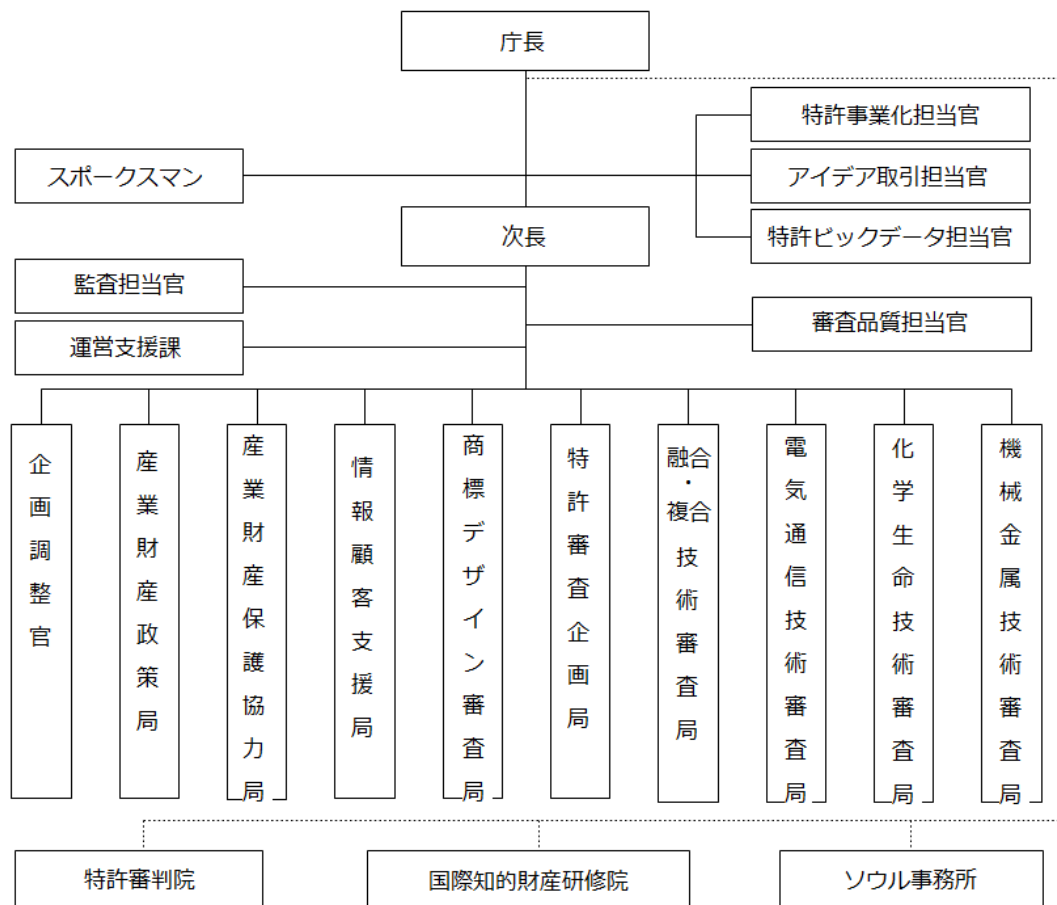 庁長
特許事業化担当官
スポークスマン
アイデア取引担当官
次長
特許ビックデータ担当官
監査担当官
審査品質担当官
運営支援課
企画調整官
産業財産政策局
産業財産保護協力局
情報顧客支援局
商標デザイン審査局
特許審査企画局
融合・複合技術審査局
電気通信技術審査局
化学生命技術審査局
機械金属技術審査局
特許審判院
国際知的財産研修院
ソウル事務所